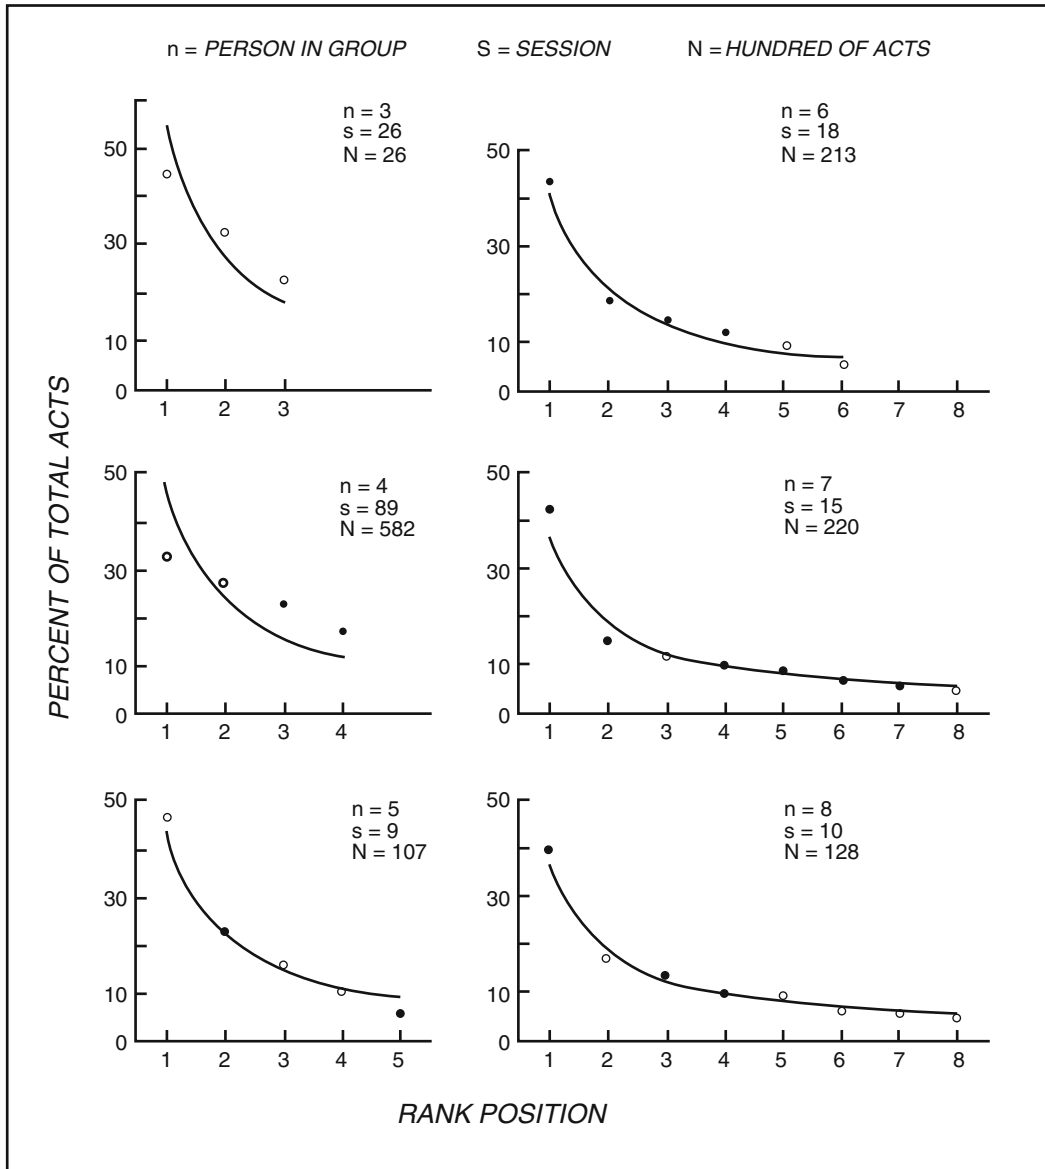 n = PERSON IN GROUP S = SESSION N = HUNDRED OF ACTS
PERCENT OF TOTAL ACTS
n = 3
s = 26
N = 26
50
30
10
0
1 2 3
n = 6
s = 18
N = 213
50
30
10
0
1 2 3 4 5 6 7 8
n = 4
s = 89
N = 582
50
30
10
0
1 2 3 4
n = 7
s = 15
N = 220
50
30
10
0
1 2 3 4 5 6 7 8
n = 5
s = 9
N = 107
50
30
10
0
1 2 3 4 5
n = 8
s = 10
N = 128
50
30
10
0
1 2 3 4 5 6 7 8
RANK POSITION